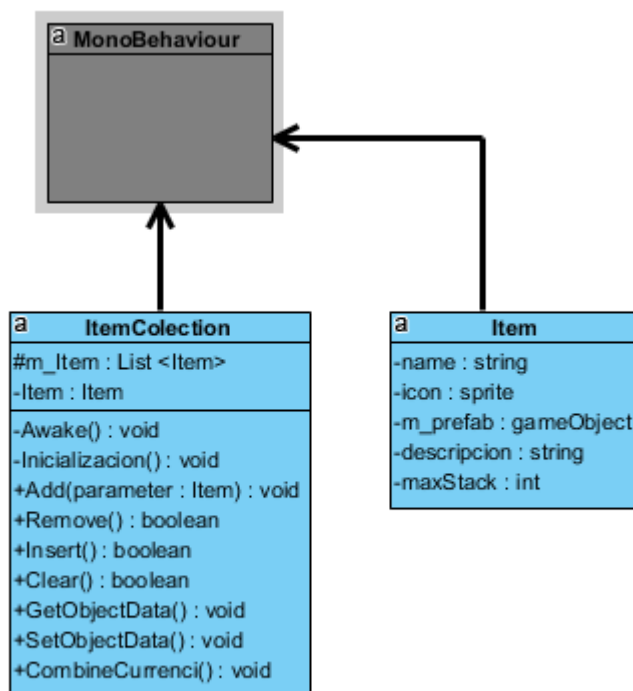 a MonoBehaviour
a ItemColection
#m_Item : List <Item>
-Item : Item
-Awake() : void
-Inicializacion() : void
+Add(parameter : Item) : void
+Remove() : boolean
+Insert() : boolean
+Clear() : boolean
+GetObjectData() : void
+SetObjectData() : void
+CombineCurrenci() : void
a Item
-name : string
-icon : sprite
-m_prefab : gameObject
-descripcion : string
-maxStack : int